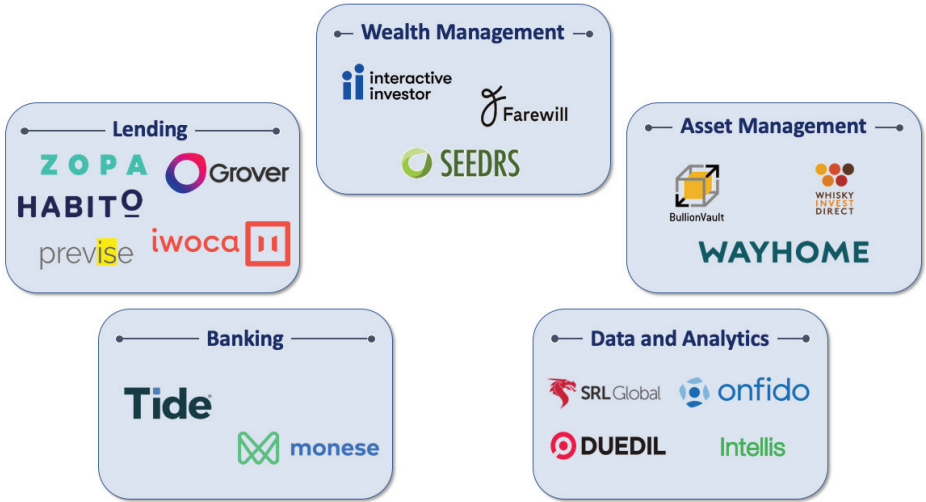 Wealth Management
interactive
investor
Farewill
SEEDRS
Lending
ZOPA
Grover
HABITO
previse
iwoca
Asset Management
BullionVault
WHISKY
INVEST
DIRECT
WAYHOME
Banking
Tide
monese
Data and Analytics
SRL Global
onfido
DUEDIL
Intellis